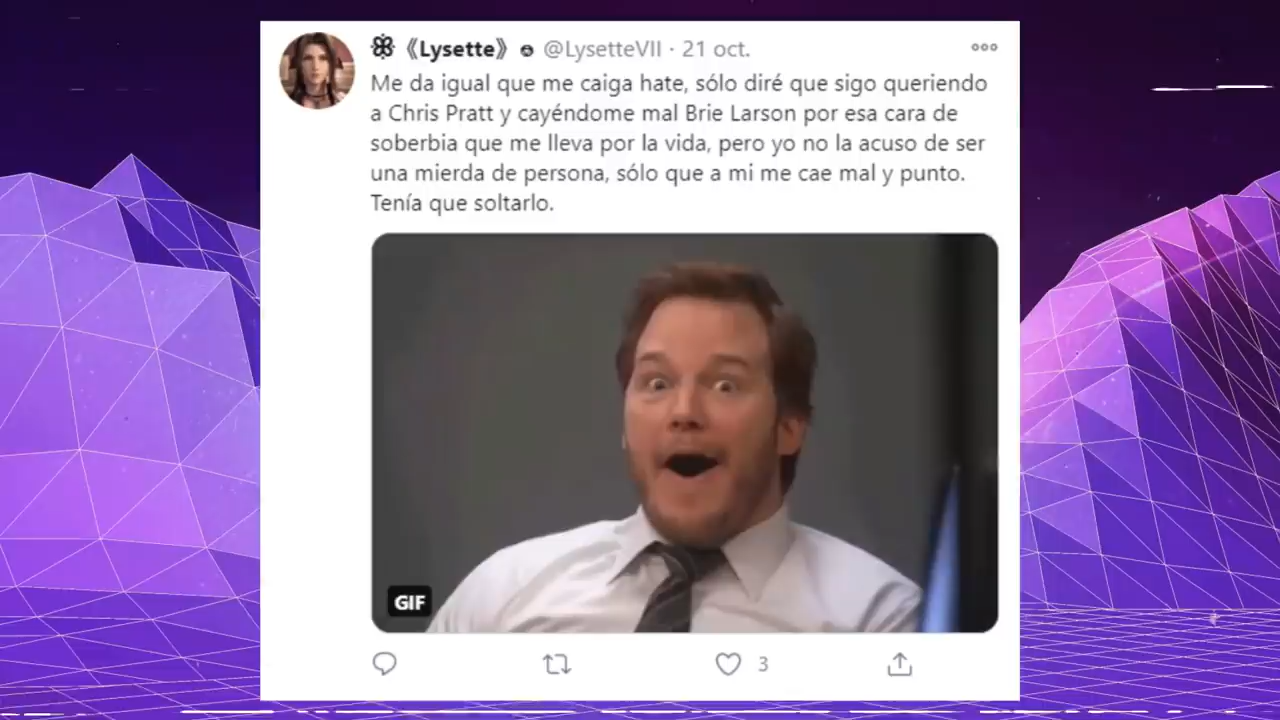 《Lysette》 @LysetteVII · 21 oct.
Me da igual que me caiga hate, sólo diré que sigo queriendo
a Chris Pratt y cayéndome mal Brie Larson por esa cara de
soberbia que me lleva por la vida, pero yo no la acuso de ser
una mierda de persona, sólo que a mi me cae mal y punto.
Tenía que soltarlo.
GIF
3